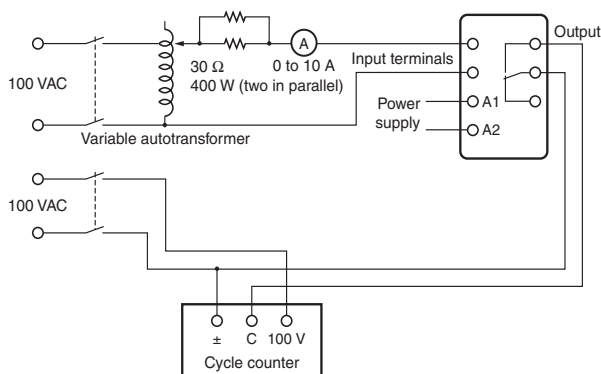 Output
A
100 VAC
30 Ω
400 W (two in parallel)
0 to 10 A
Input terminals
A1
Power
supply
A2
Variable autotransformer
100 VAC
± C 100 V
Cycle counter